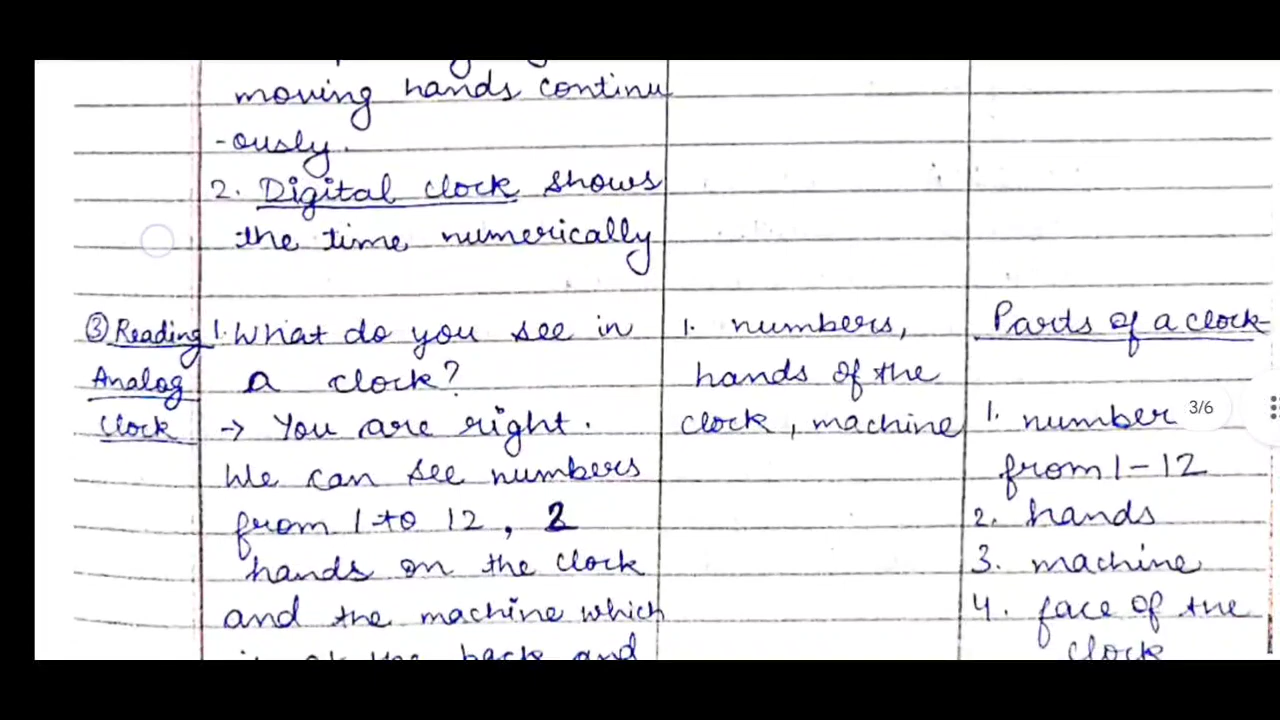 moving hands continu
-ously.
2. Digital clock shows
the time numerically
③ Reading
Analog
Clock
1. What do you see in
a clock?
→ You are right.
We can see numbers
from 1 to 12, 2
hands on the clock
and the machine which
back and
1. numbers,
hands of the
clock, machine
Parts of a clock
1. number
from 1-12
2. hands
3. machine
4. face of the
clock
3/6